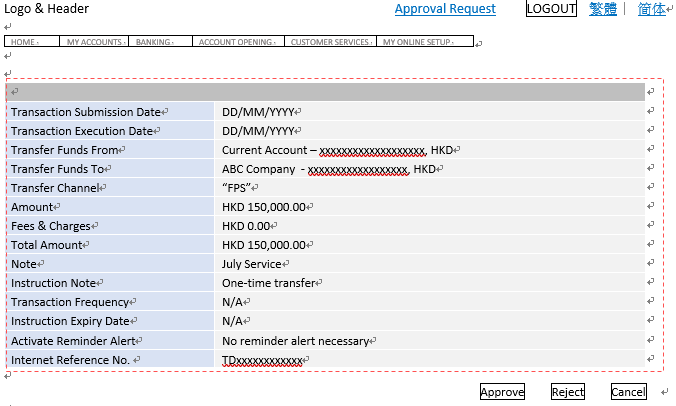 Logo & Header Approval Request LOGOUT 繁體 | 简体
HOME MY ACCOUNTS BANKING ACCOUNT OPENING CUSTOMER SERVICES MY ONLINE SETUP
Transaction Submission Date DD/MM/YYYY
Transaction Execution Date DD/MM/YYYY
Transfer Funds From Current Account – xxxxxxxxxxxxxxxxxxx, HKD
Transfer Funds To ABC Company - xxxxxxxxxxxxxxxxxx, HKD
Transfer Channel “FPS”
Amount HKD 150,000.00
Fees & Charges HKD 0.00
Total Amount HKD 150,000.00
Note July Service
Instruction Note One-time transfer
Transaction Frequency N/A
Instruction Expiry Date N/A
Activate Reminder Alert No reminder alert necessary
Internet Reference No. TDxxxxxxxxxxxx
Approve Reject Cancel